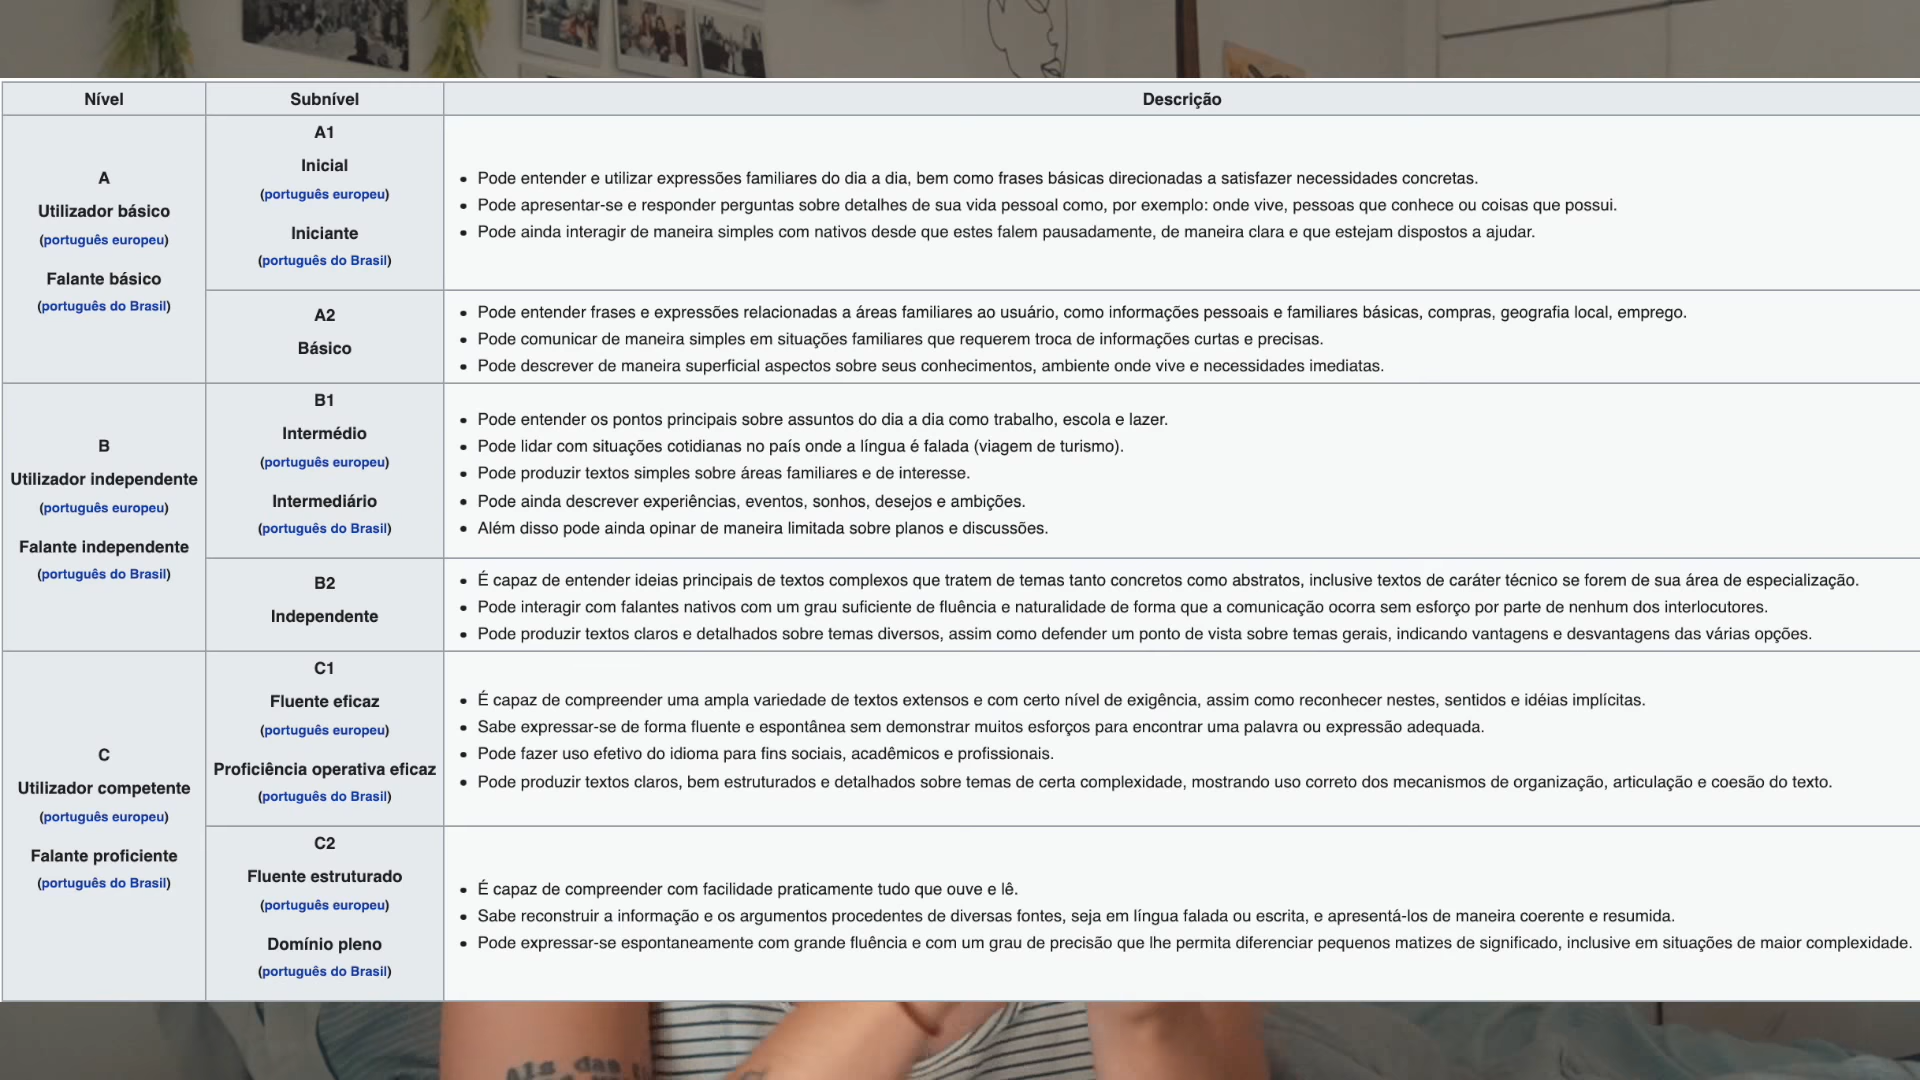 Nível
Subnível
Descrição
A
Utilizador básico
(português europeu)
Falante básico
(português do Brasil)
A1
Inicial
(português europeu)
Iniciante
(português do Brasil)
• Pode entender e utilizar expressões familiares do dia a dia, bem como frases básicas direcionadas a satisfazer necessidades concretas.
• Pode apresentar-se e responder perguntas sobre detalhes de sua vida pessoal como, por exemplo: onde vive, pessoas que conhece ou coisas que possui.
• Pode ainda interagir de maneira simples com nativos desde que estes falem pausadamente, de maneira clara e que estejam dispostos a ajudar.
A2
Básico
• Pode entender frases e expressões relacionadas a áreas familiares ao usuário, como informações pessoais e familiares básicas, compras, geografia local, emprego.
• Pode comunicar de maneira simples em situações familiares que requerem troca de informações curtas e precisas.
• Pode descrever de maneira superficial aspectos sobre seus conhecimentos, ambiente onde vive e necessidades imediatas.
B
Utilizador independente
(português europeu)
Falante independente
(português do Brasil)
B1
Intermédio
(português europeu)
Intermediário
(português do Brasil)
• Pode entender os pontos principais sobre assuntos do dia a dia como trabalho, escola e lazer.
• Pode lidar com situações cotidianas no país onde a língua é falada (viagem de turismo).
• Pode produzir textos simples sobre áreas familiares e de interesse.
• Pode ainda descrever experiências, eventos, sonhos, desejos e ambições.
• Além disso pode ainda opinar de maneira limitada sobre planos e discussões.
B2
Independente
• É capaz de entender ideias principais de textos complexos que tratem de temas tanto concretos como abstratos, inclusive textos de caráter técnico se forem de sua área de especialização.
• Pode interagir com falantes nativos com um grau suficiente de fluência e naturalidade de forma que a comunicação ocorra sem esforço por parte de nenhum dos interlocutores.
• Pode produzir textos claros e detalhados sobre temas diversos, assim como defender um ponto de vista sobre temas gerais, indicando vantagens e desvantagens das várias opções.
C
Utilizador competente
(português europeu)
Falante proficiente
(português do Brasil)
C1
Fluente eficaz
(português europeu)
Proficiência operativa eficaz
(português do Brasil)
• É capaz de compreender uma ampla variedade de textos extensos e com certo nível de exigência, assim como reconhecer nestes, sentidos e idéias implícitas.
• Sabe expressar-se de forma fluente e espontânea sem demonstrar muitos esforços para encontrar uma palavra ou expressão adequada.
• Pode fazer uso efetivo do idioma para fins sociais, acadêmicos e profissionais.
• Pode produzir textos claros, bem estruturados e detalhados sobre temas de certa complexidade, mostrando uso correto dos mecanismos de organização, articulação e coesão do texto.
C2
Fluente estruturado
(português europeu)
Domínio pleno
(português do Brasil)
• É capaz de compreender com facilidade praticamente tudo que ouve e lê.
• Sabe reconstruir a informação e os argumentos procedentes de diversas fontes, seja em língua falada ou escrita, e apresentá-los de maneira coerente e resumida.
• Pode expressar-se espontaneamente com grande fluência e com um grau de precisão que lhe permita diferenciar pequenos matizes de significado, inclusive em situações de maior complexidade.